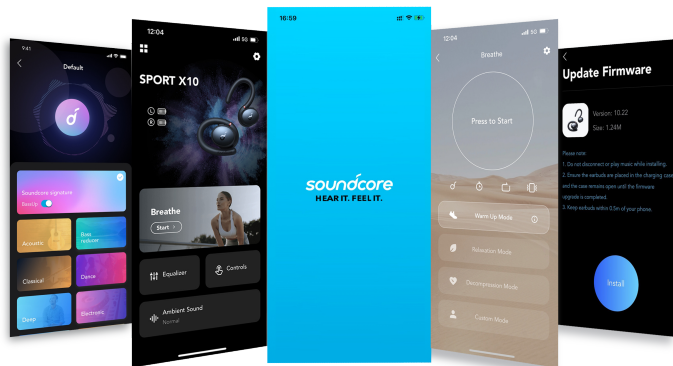 9:41
Default
Soundcore signature
BassUp
Acoustic
Bass
reducer
Classical
Dance
Deep
Electronic
12:04
5G
SPORT X10
L
R
Breathe
Start >
Equalizer
Controls
Ambient Sound
Normal
16:59
soundcore
HEAR IT. FEEL IT.
12:04
5G
Breathe
Press to Start
Warm Up Mode
Relaxation Mode
Decompression Mode
Custom Mode
Update Firmware
Version: 10.22
Size: 1.24M
Please note:
1. Do not disconnect or play music while installing.
2. Ensure the earbuds are placed in the charging case
and the case remains open until the firmware
upgrade is completed.
3. Keep earbuds within 0.5m of your phone.
Install